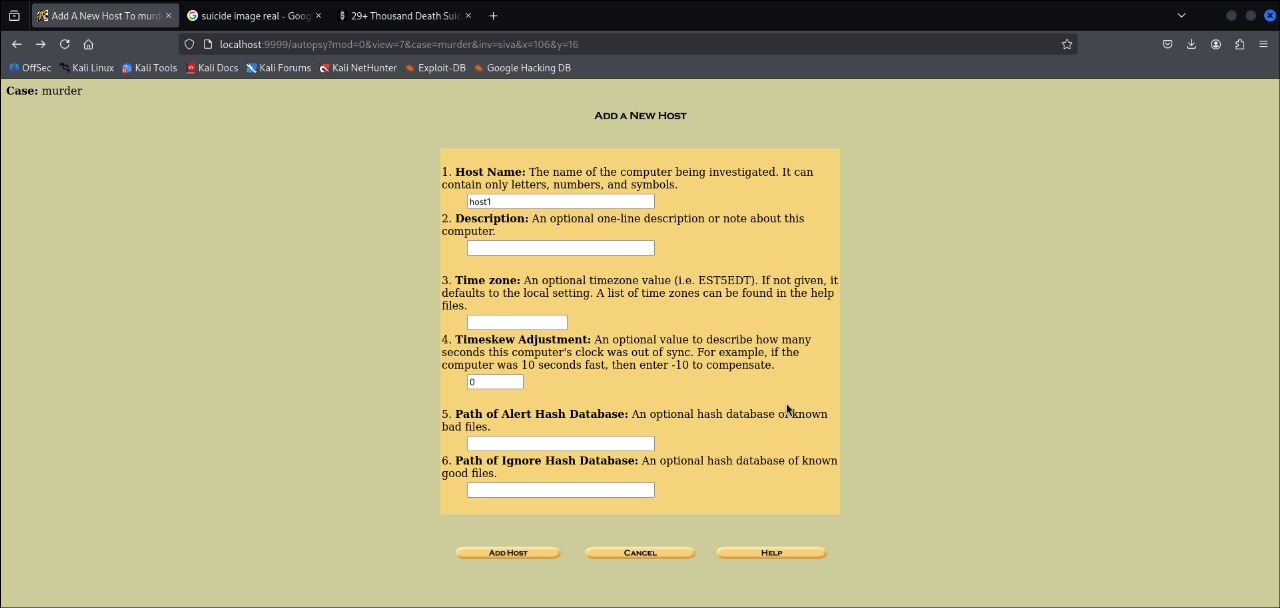 Add A New Host To murd
suicide image real - Goog
29+ Thousand Death Suic
localhost:9999/autopsy?mod=0&view=7&case=murder&inv=siva&x=106&y=16
OffSec Kali Linux Kali Tools Kali Docs Kali Forums Kali NetHunter Exploit-DB Google Hacking DB
Case: murder
ADD A NEW HOST
1. Host Name: The name of the computer being investigated. It can
contain only letters, numbers, and symbols.
host1
2. Description: An optional one-line description or note about this
computer.
3. Time zone: An optional timezone value (i.e. EST5EDT). If not given, it
defaults to the local setting. A list of time zones can be found in the help
files.
4. Timeskew Adjustment: An optional value to describe how many
seconds this computer's clock was out of sync. For example, if the
computer was 10 seconds fast, then enter -10 to compensate.
0
5. Path of Alert Hash Database: An optional hash database of known
bad files.
6. Path of Ignore Hash Database: An optional hash database of known
good files.
ADD HOST CANCEL HELP